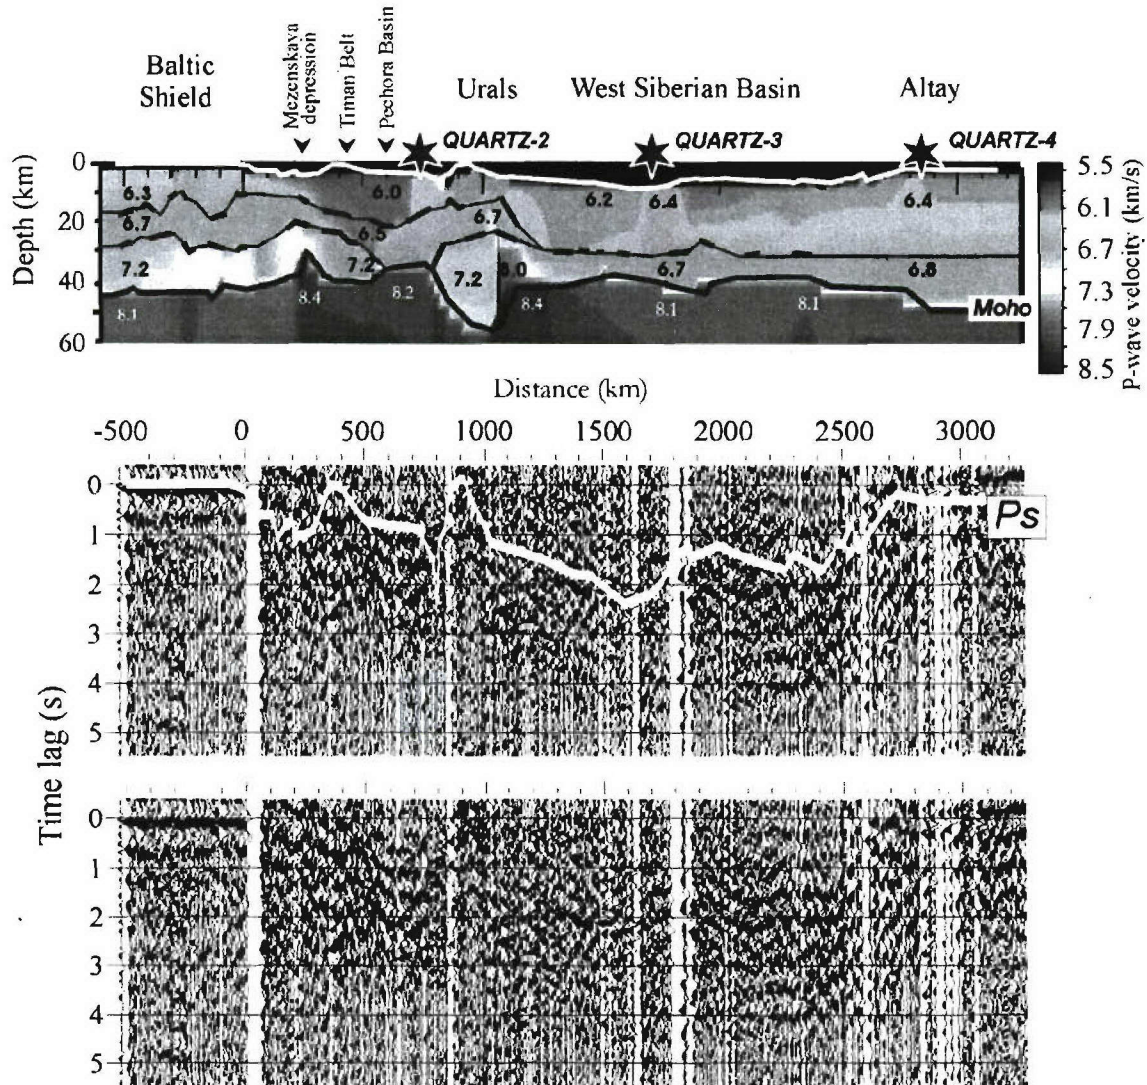 Baltic
Shield
Mezenskaya
depression
Timan Belt
Pechora Basin
Urals
West Siberian Basin
Altay
QUARTZ-2
QUARTZ-3
QUARTZ-4
Depth (km)
0
20
40
60
6.3
6.7
7.2
8.1
6.0
6.5
7.2
8.4
8.2
6.7
7.2
8.0
8.4
6.2
6.4
6.7
8.1
8.1
6.4
6.8
Moho
5.5
6.1
6.7
7.3
7.9
8.5
P-wave velocity (km/s)
Distance (km)
-500 0 500 1000 1500 2000 2500 3000
Time lag (s)
0
1
2
3
4
5
Ps
0
1
2
3
4
5